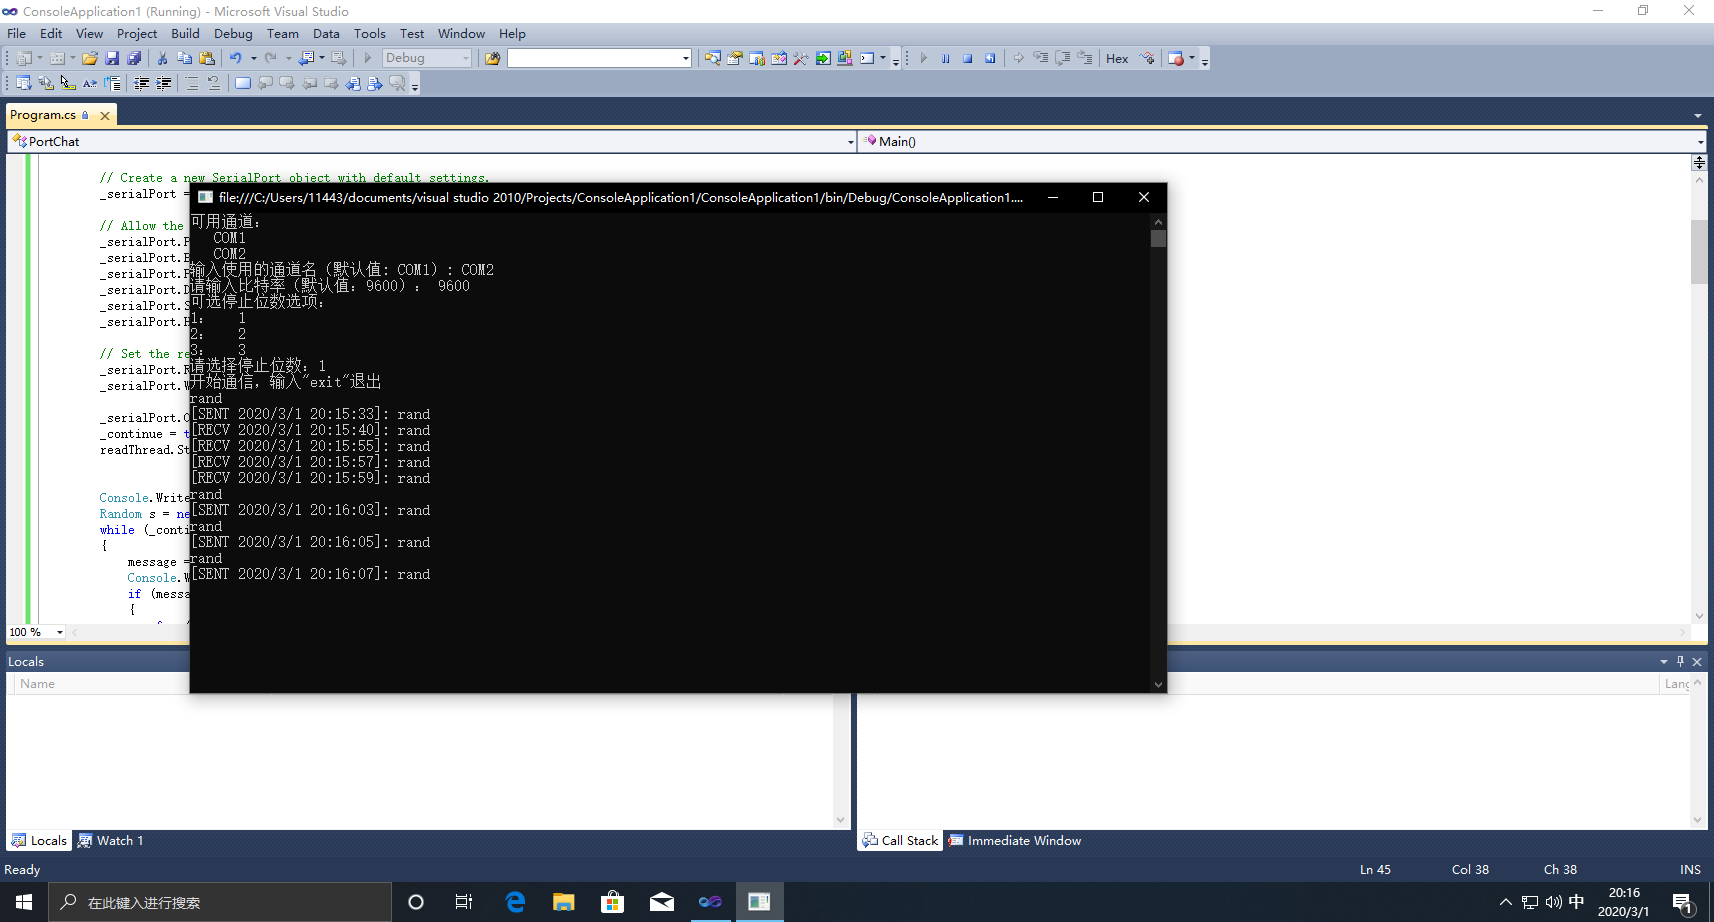 ConsoleApplication1 (Running) - Microsoft Visual Studio
File Edit View Project Build Debug Team Data Tools Test Window Help
Debug
Hex
Program.cs
PortChat
Main()
// Create a new SerialPort object with default settings.
_serialPort =
// Allow the
_serialPort.P
_serialPort.B
_serialPort.P
_serialPort.D
_serialPort.S
_serialPort.H
// Set the re
_serialPort.R
_serialPort.W
_serialPort.O
_continue = t
readThread.St
Console.Write
Random s = ne
while (_conti
{
message =
Console.W
if (messa
{
100 %
file:///C:/Users/11443/documents/visual studio 2010/Projects/ConsoleApplication1/ConsoleApplication1/bin/Debug/ConsoleApplication1....
可用通道：
COM1
COM2
输入使用的通道名（默认值: COM1）: COM2
请输入比特率（默认值：9600）： 9600
可选停止位数选项：
1： 1
2： 2
3： 3
请选择停止位数：1
开始通信，输入"exit"退出
rand
[SENT 2020/3/1 20:15:33]: rand
[RECV 2020/3/1 20:15:40]: rand
[RECV 2020/3/1 20:15:55]: rand
[RECV 2020/3/1 20:15:57]: rand
[RECV 2020/3/1 20:15:59]: rand
rand
[SENT 2020/3/1 20:16:03]: rand
rand
[SENT 2020/3/1 20:16:05]: rand
rand
[SENT 2020/3/1 20:16:07]: rand
Locals
Name
Lang
Locals Watch 1
Call Stack Immediate Window
Ready
Ln 45 Col 38 Ch 38 INS
在此键入进行搜索
中
20:16
2020/3/1
1